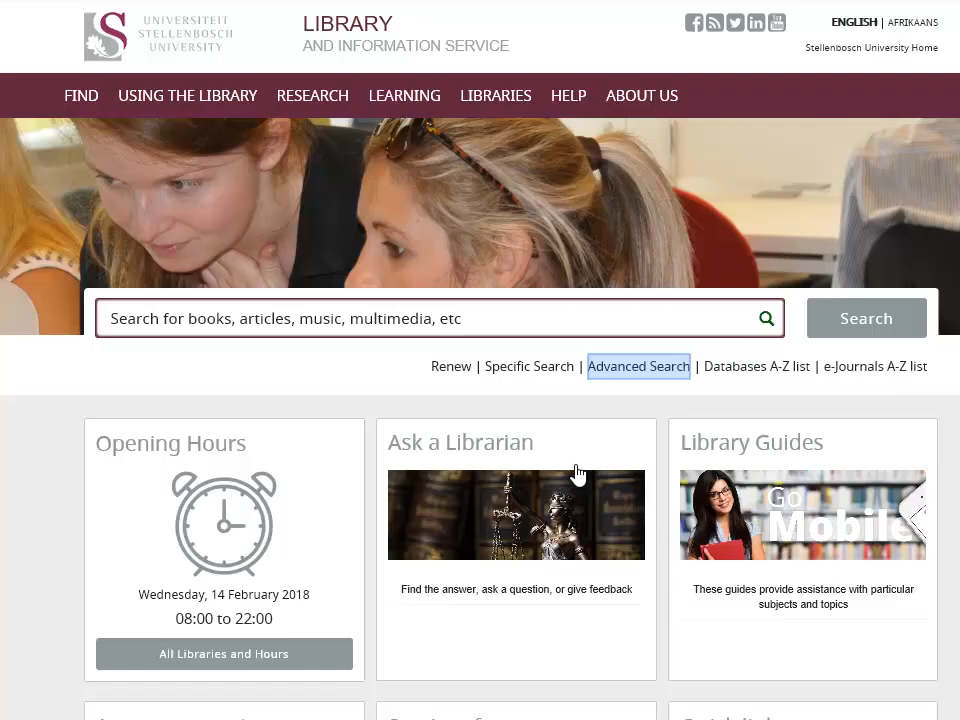 UNIVERSITEIT
STELLENBOSCH
UNIVERSITY
LIBRARY
AND INFORMATION SERVICE
ENGLISH | AFRIKAANS
Stellenbosch University Home
FIND USING THE LIBRARY RESEARCH LEARNING LIBRARIES HELP ABOUT US
Search for books, articles, music, multimedia, etc
Search
Renew | Specific Search | Advanced Search | Databases A-Z list | e-Journals A-Z list
Opening Hours
Wednesday, 14 February 2018
08:00 to 22:00
All Libraries and Hours
Ask a Librarian
Find the answer, ask a question, or give feedback
Library Guides
Go
Mobile
These guides provide assistance with particular
subjects and topics